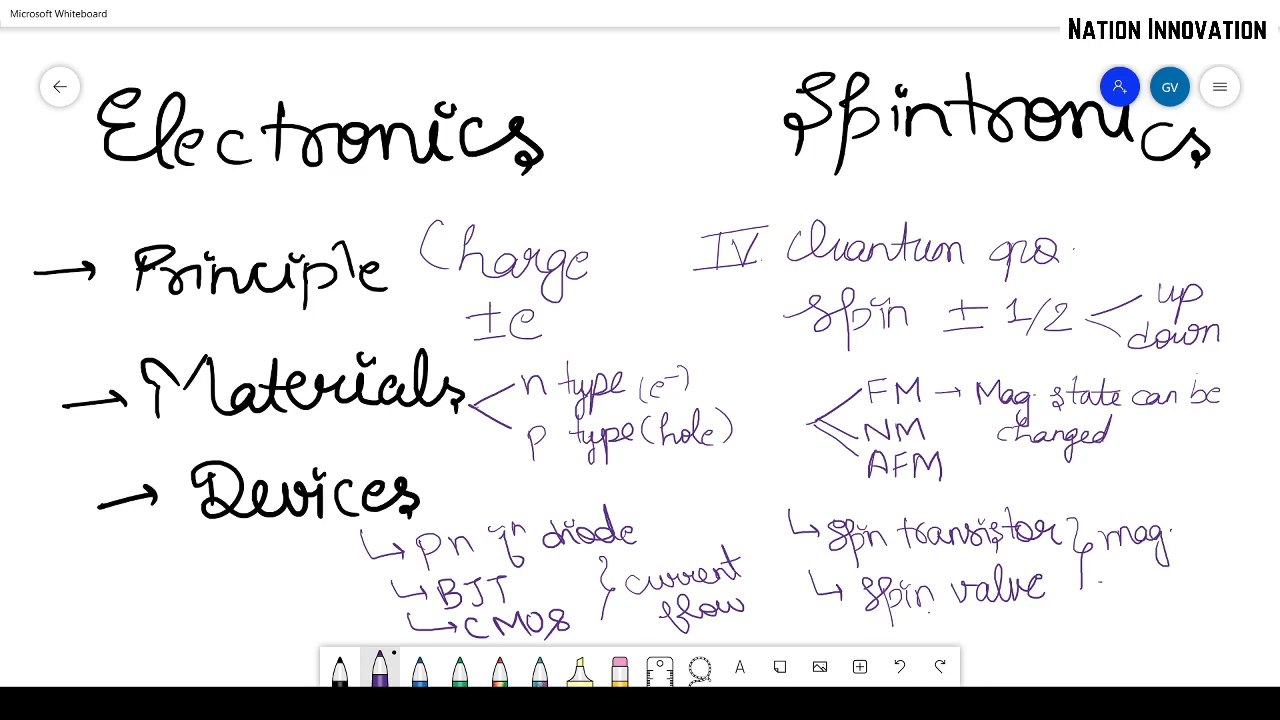 Microsoft Whiteboard
NATION INNOVATION
GV
Electronics
Spintronics
→ Principle
Charge
±e
IV Quantum no.
Spin ± 1/2
up
down
→ Materials
n type (e⁻)
p type (hole)
FM → Mag. state can be changed
NM
AFM
→ Devices
↳ pn jⁿ diode
↳ BJT
↳ CMOS
current
flow
↳ spin transistor
↳ spin valve
mag.
A